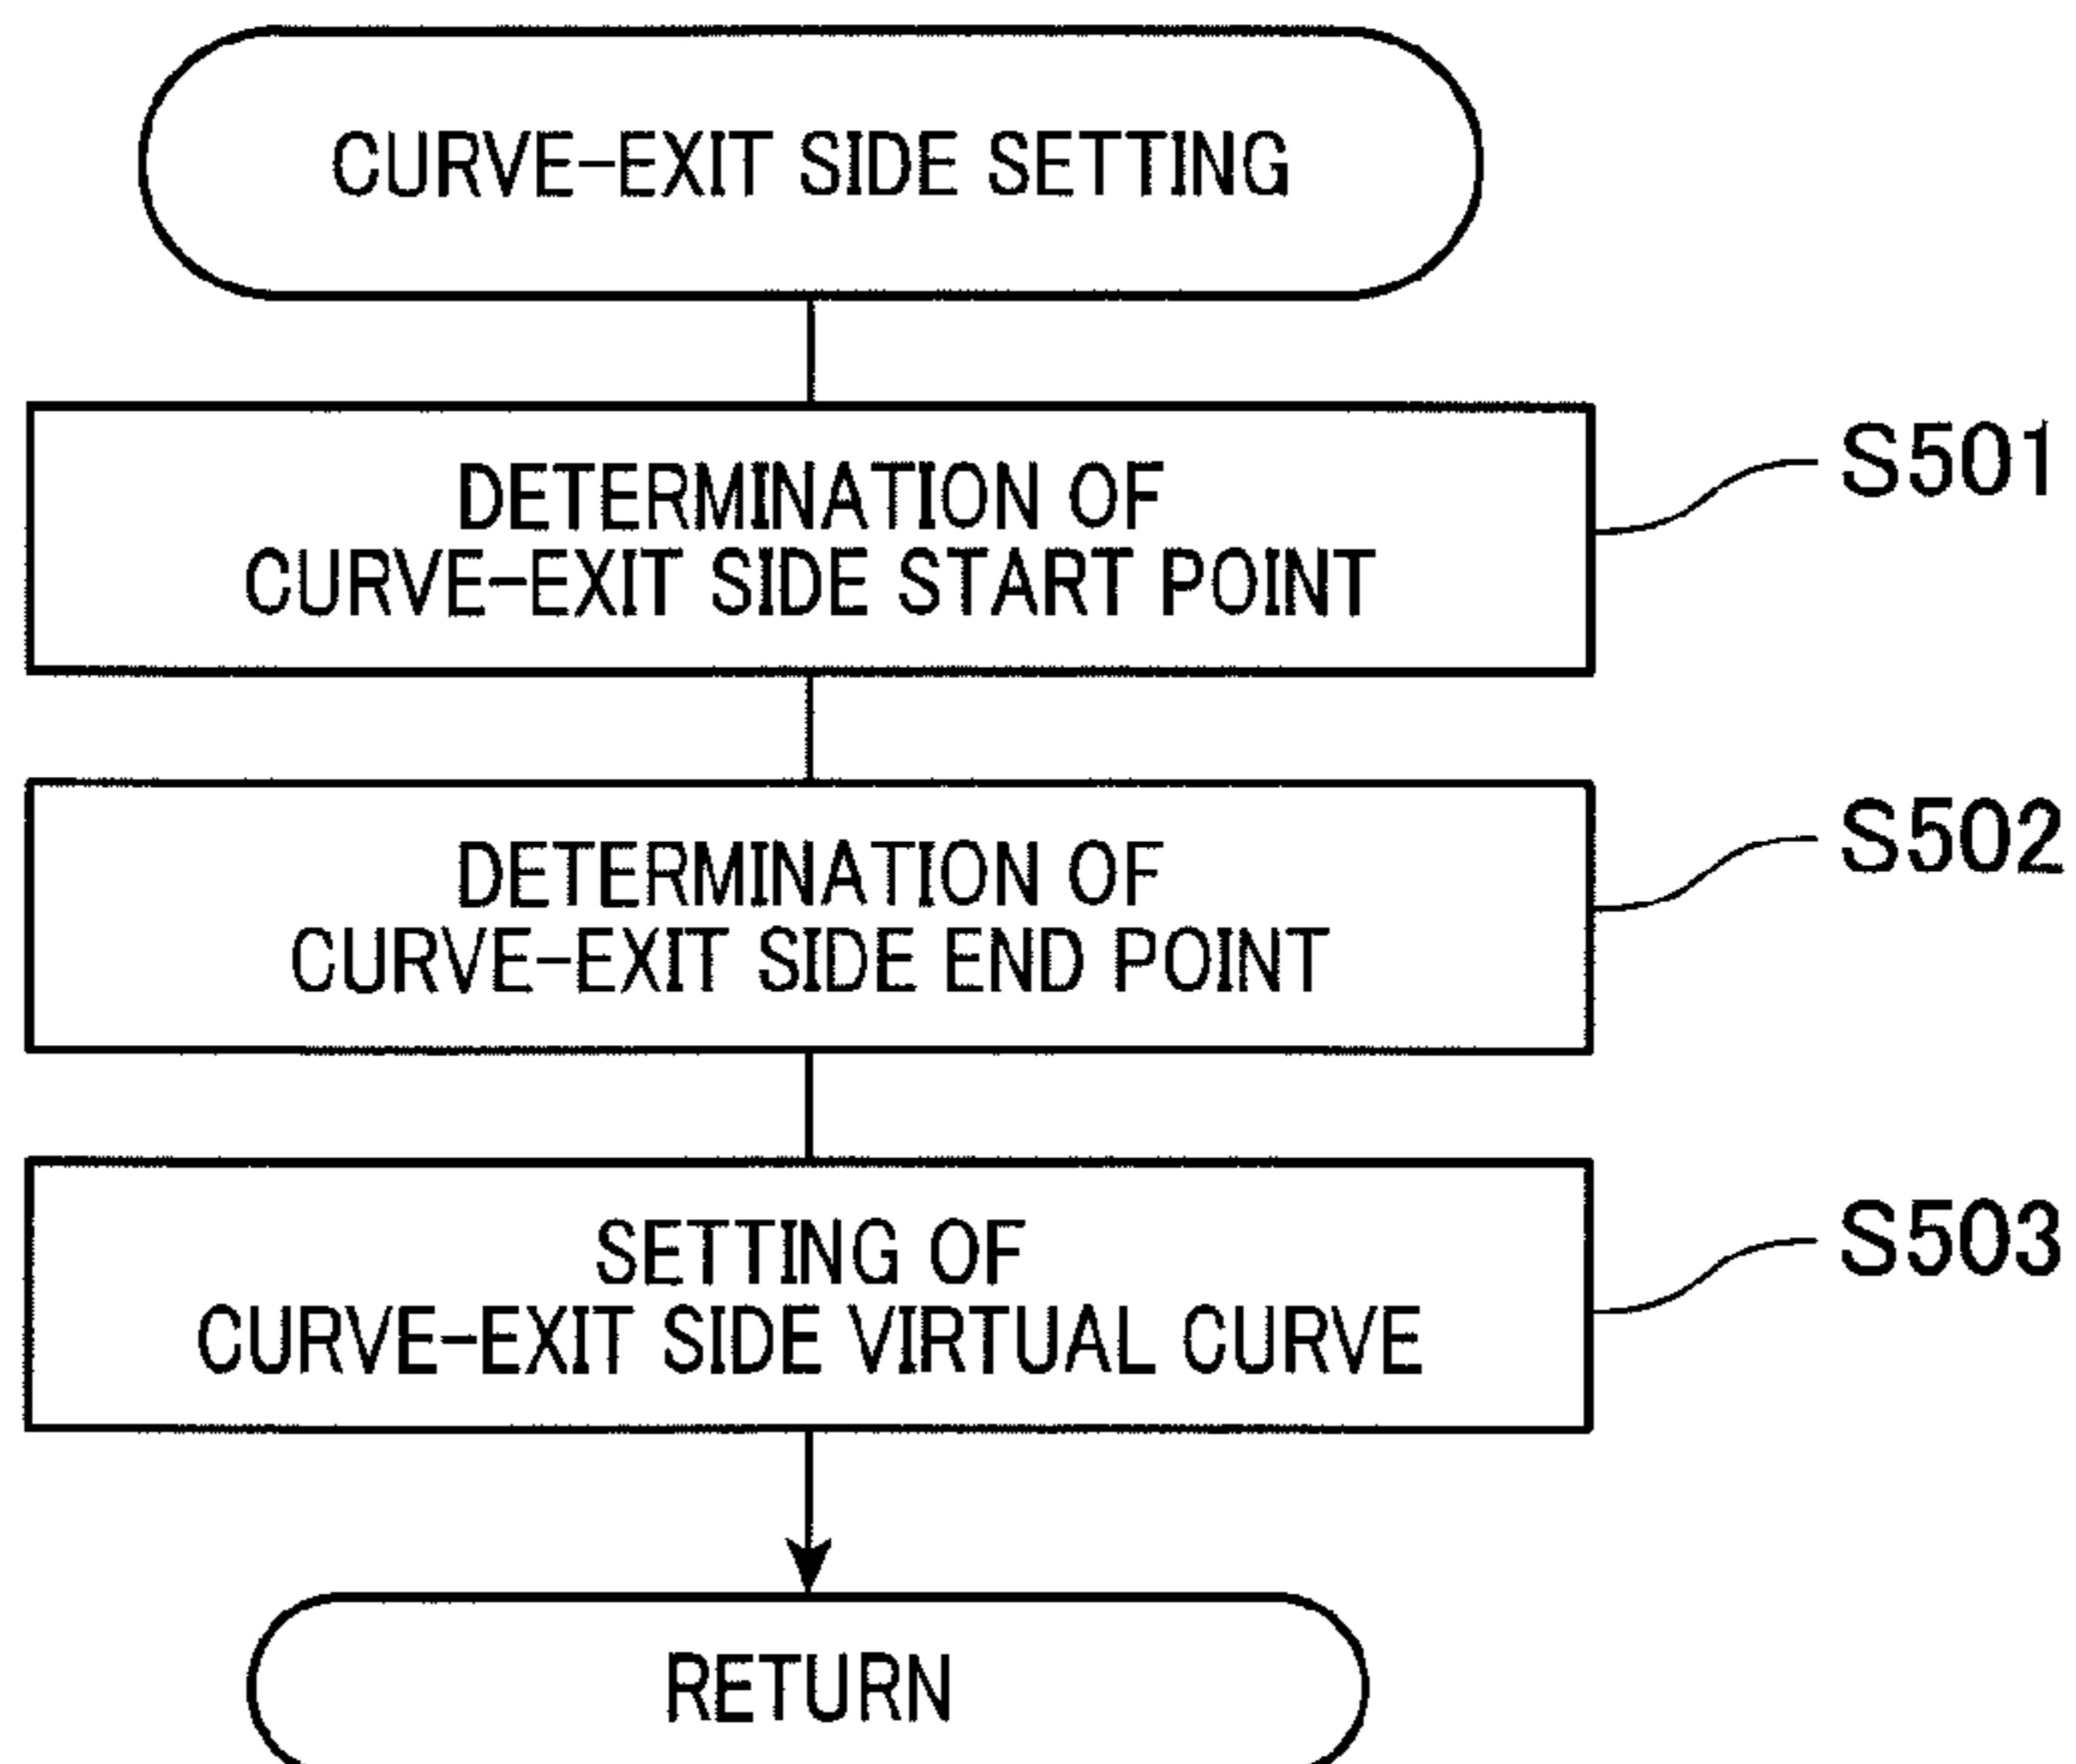 CURVE-EXIT SIDE SETTING
DETERMINATION OF
CURVE-EXIT SIDE START POINT
S501
DETERMINATION OF
CURVE-EXIT SIDE END POINT
S502
SETTING OF
CURVE-EXIT SIDE VIRTUAL CURVE
S503
RETURN